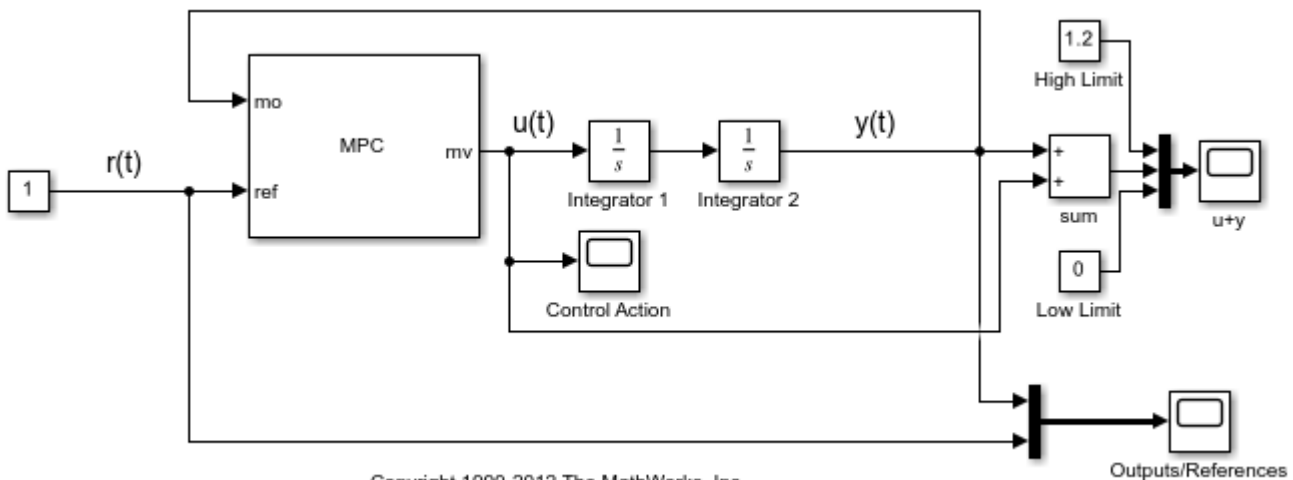 1.2
High Limit
mo
MPC
u(t)
1
s
1
s
y(t)
+
mv
r(t)
1
ref
Integrator 1
Integrator 2
+
sum
u+y
0
Control Action
Low Limit
Outputs/References